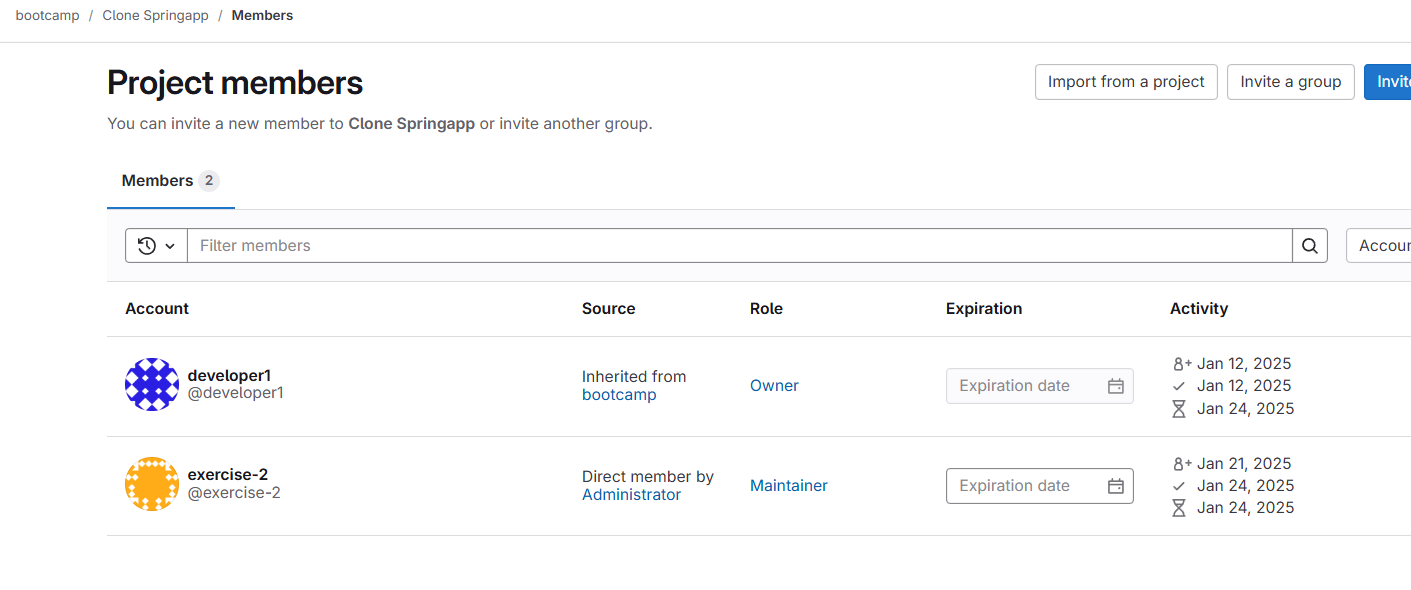 bootcamp / Clone Springapp / Members
Project members
Import from a project
Invite a group
You can invite a new member to Clone Springapp or invite another group.
Members 2
Filter members
Account Source Role Expiration Activity
developer1
@developer1
Inherited from
bootcamp
Owner
Expiration date
Jan 12, 2025
Jan 12, 2025
Jan 24, 2025
exercise-2
@exercise-2
Direct member by
Administrator
Maintainer
Expiration date
Jan 21, 2025
Jan 24, 2025
Jan 24, 2025